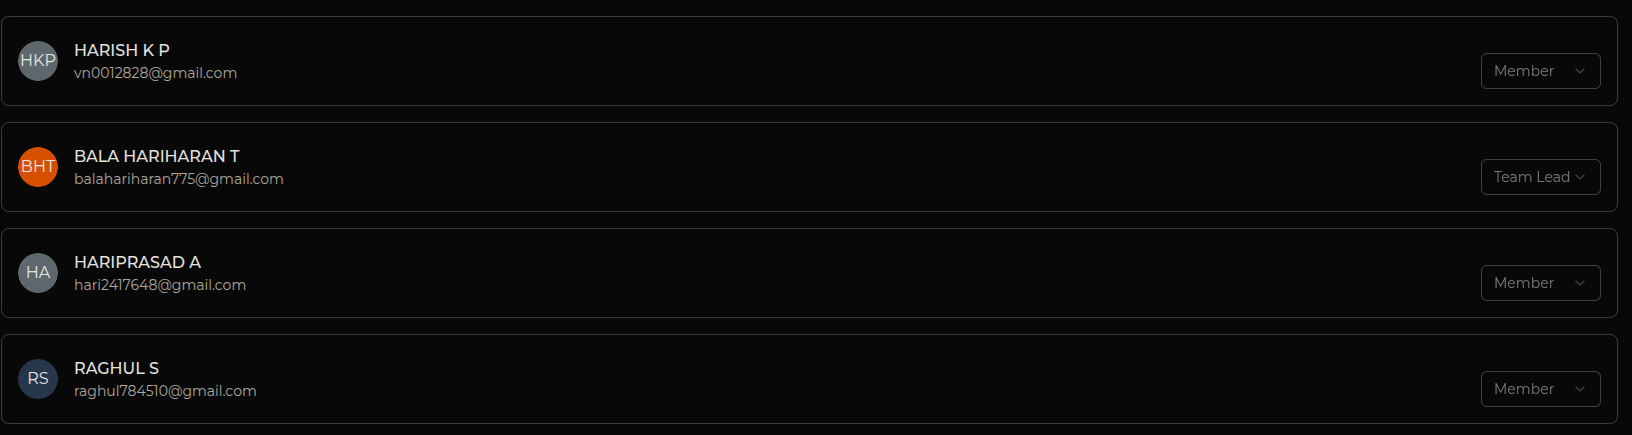 HKP
HARISH K P
vn0012828@gmail.com
Member
BHT
BALA HARIHARAN T
balahariharan775@gmail.com
Team Lead
HA
HARIPRASAD A
hari2417648@gmail.com
Member
RS
RAGHUL S
raghul784510@gmail.com
Member